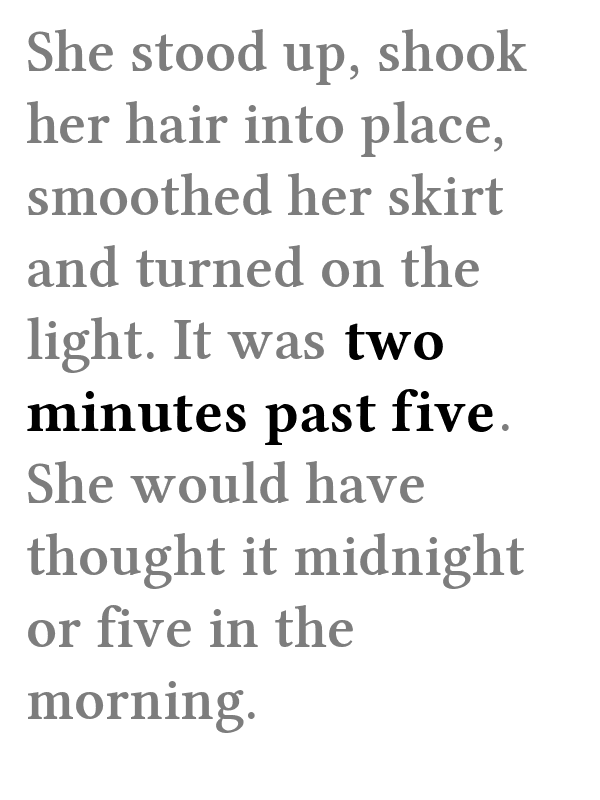 She stood up, shook
her hair into place,
smoothed her skirt
and turned on the
light. It was two
minutes past five.
She would have
thought it midnight
or five in the
morning.